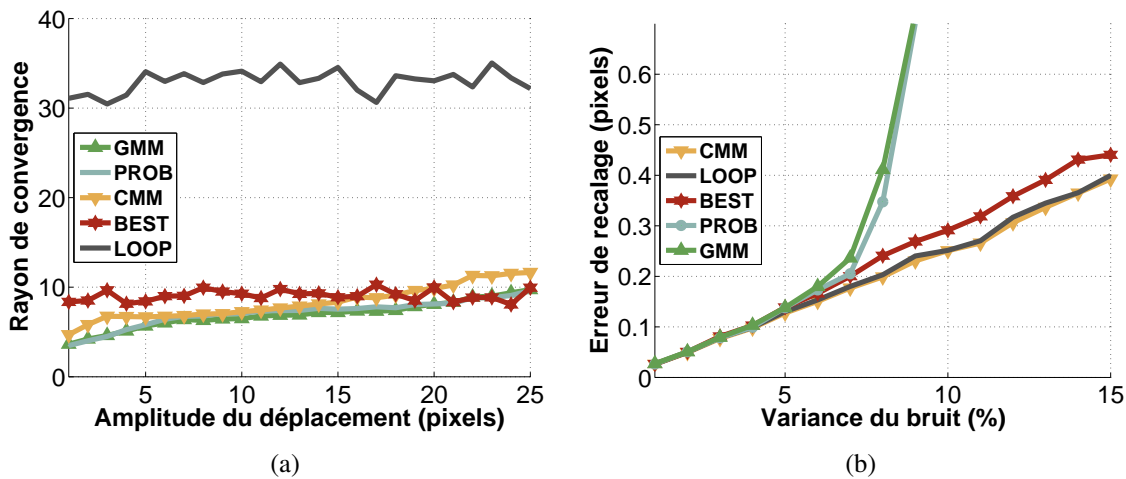 40
30
20
10
0
Rayon de convergence
GMM
PROB
CMM
BEST
LOOP
5 10 15 20 25
Amplitude du déplacement (pixels)
(a)
0.6
0.5
0.4
0.3
0.2
0.1
0
Erreur de recalage (pixels)
CMM
LOOP
BEST
PROB
GMM
5 10 15
Variance du bruit (%)
(b)